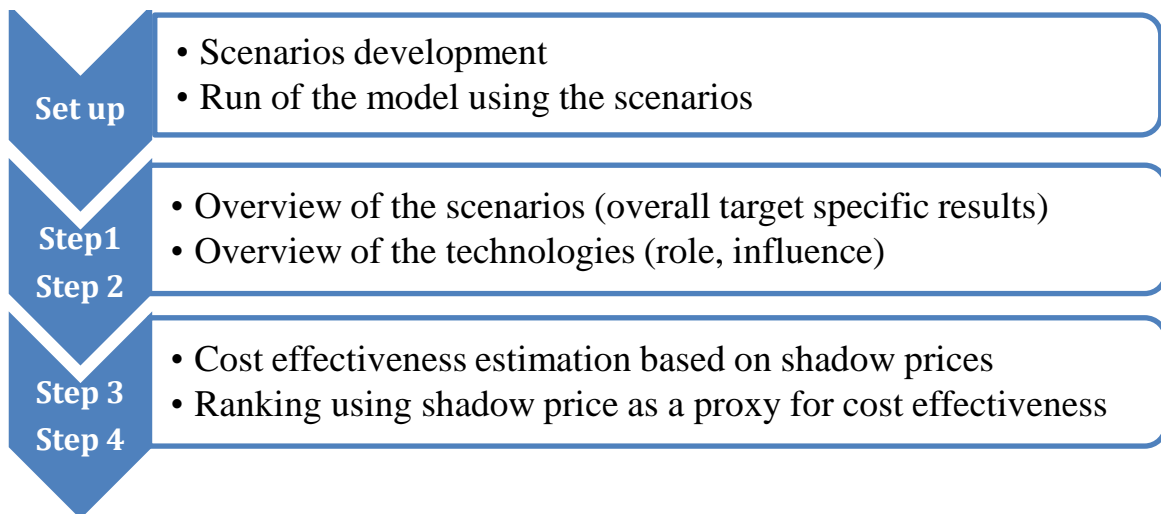 Set up
• Scenarios development
• Run of the model using the scenarios
Step1
Step 2
• Overview of the scenarios (overall target specific results)
• Overview of the technologies (role, influence)
Step 3
Step 4
• Cost effectiveness estimation based on shadow prices
• Ranking using shadow price as a proxy for cost effectiveness